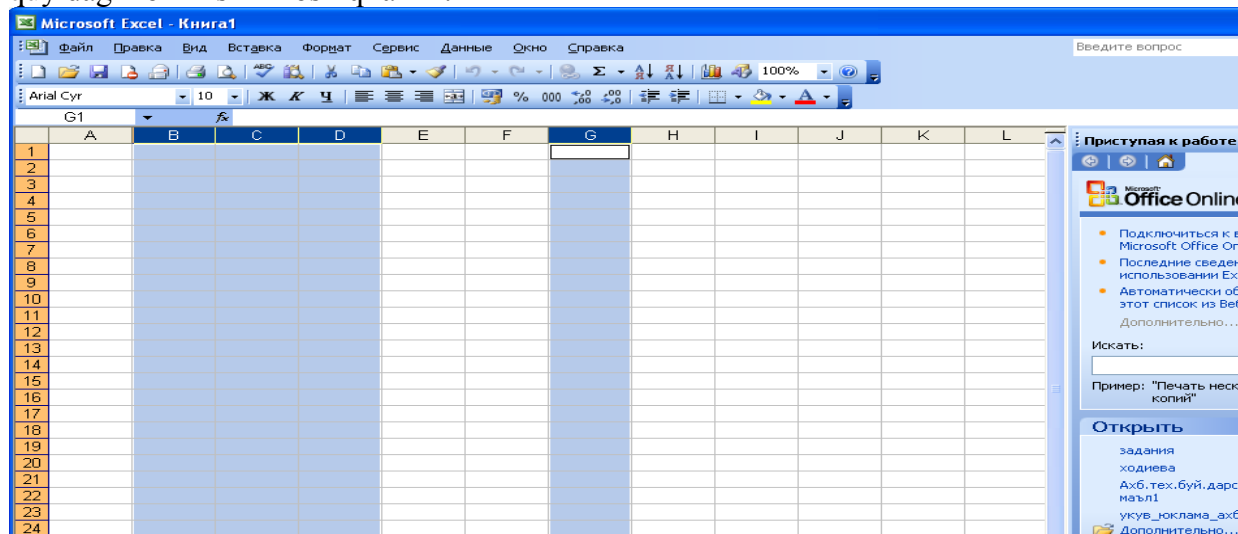 Microsoft Excel - Книга1
Файл Правка Вид Вставка Формат Сервис Данные Окно Справка
Введите вопрос
100%
Arial Cyr 10 Ж К Ч % 000
G1 fx
A B C D E F G H I J K L
Приступая к работе
1
2
Microsoft
3
Office Online
4
5
6
Подключиться к в
7
Microsoft Office On
8
Последние сведен
9
использовании Ex
10
Автоматически об
11
этот список из Веб
12
Дополнительно...
13
Искать:
14
15
Пример: "Печать неск
16
копий"
17
18
Открыть
19
задания
20
ходиева
21
Ахб.тех.буй.дарс
22
маъл1
23
укув_юклама_ахб
24
Дополнительно...